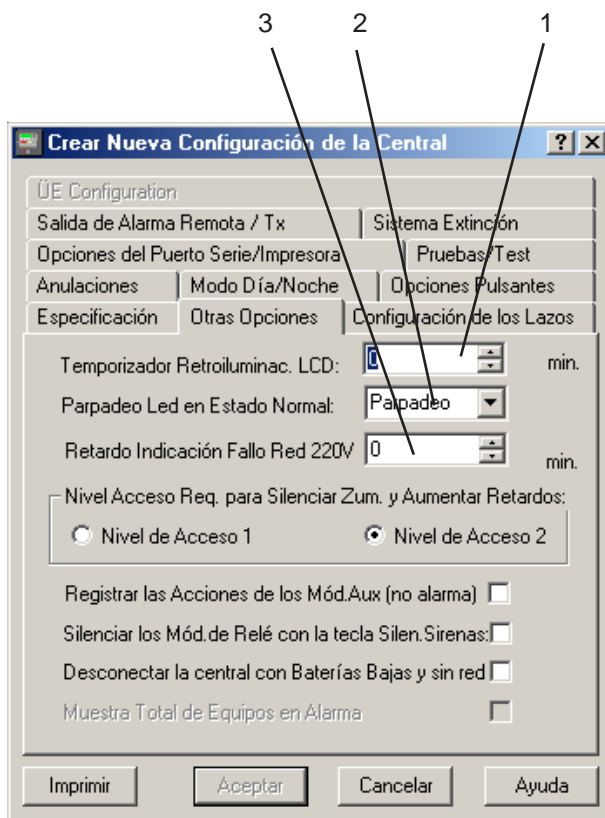 3 2 1
Crear Nueva Configuración de la Central
ÜE Configuration
Salida de Alarma Remota / Tx Sistema Extinción
Opciones del Puerto Serie/Impresora Pruebas/Test
Anulaciones Modo Día/Noche Opciones Pulsantes
Especificación Otras Opciones Configuración de los Lazos
Temporizador Retroiluminac. LCD: 0 min.
Parpadeo Led en Estado Normal: Parpadeo
Retardo Indicación Fallo Red 220V 0 min.
Nivel Acceso Req. para Silenciar Zum. y Aumentar Retardos:
Nivel de Acceso 1 Nivel de Acceso 2
Registrar las Acciones de los Mód.Aux (no alarma)
Silenciar los Mód.de Relé con la tecla Silen.Sirenas:
Desconectar la central con Baterías Bajas y sin red
Muestra Total de Equipos en Alarma
Imprimir Aceptar Cancelar Ayuda